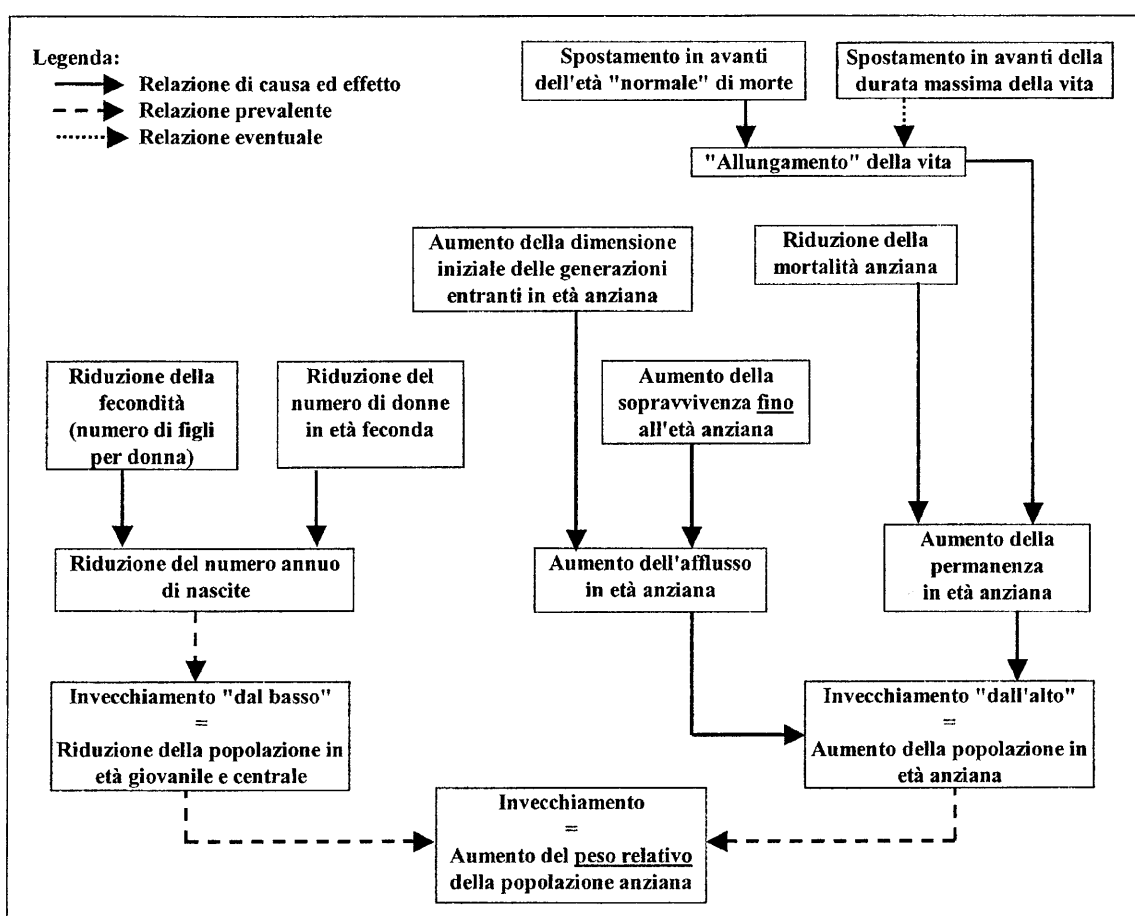 Legenda:
Relazione di causa ed effetto
Relazione prevalente
Relazione eventuale
Spostamento in avanti
dell'età "normale" di morte
Spostamento in avanti della
durata massima della vita
"Allungamento" della vita
Aumento della dimensione
iniziale delle generazioni
entranti in età anziana
Riduzione della
mortalità anziana
Riduzione della
fecondità
(numero di figli
per donna)
Riduzione del
numero di donne
in età feconda
Aumento della
sopravvivenza fino
all'età anziana
Riduzione del numero annuo
di nascite
Aumento dell'afflusso
in età anziana
Aumento della
permanenza
in età anziana
Invecchiamento "dal basso"
=
Riduzione della popolazione in
età giovanile e centrale
Invecchiamento "dall'alto"
=
Aumento della popolazione in
età anziana
Invecchiamento
=
Aumento del peso relativo
della popolazione anziana